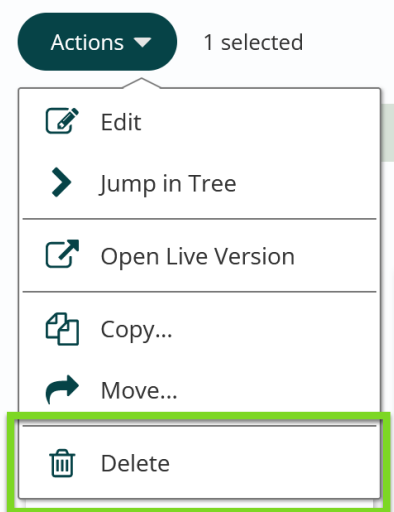 Actions
1 selected
Edit
Jump in Tree
Open Live Version
Copy...
Move...
Delete